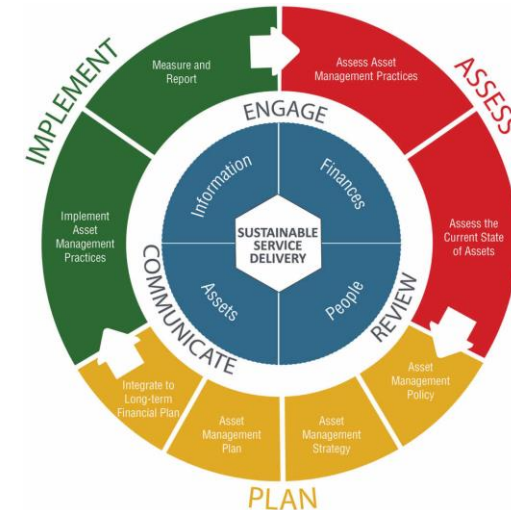 IMPLEMENT
Measure and
Report
Assess Asset
Management Practices
ASSESS
ENGAGE
Information
Finances
Implement
Asset
Management
Practices
SUSTAINABLE
SERVICE
DELIVERY
Assess the
Current State
of Assets
COMMUNICATE
Assets
People
REVIEW
Integrate to
Long-term
Financial Plan
Asset
Management
Plan
Asset
Management
Strategy
Asset
Management
Policy
PLAN